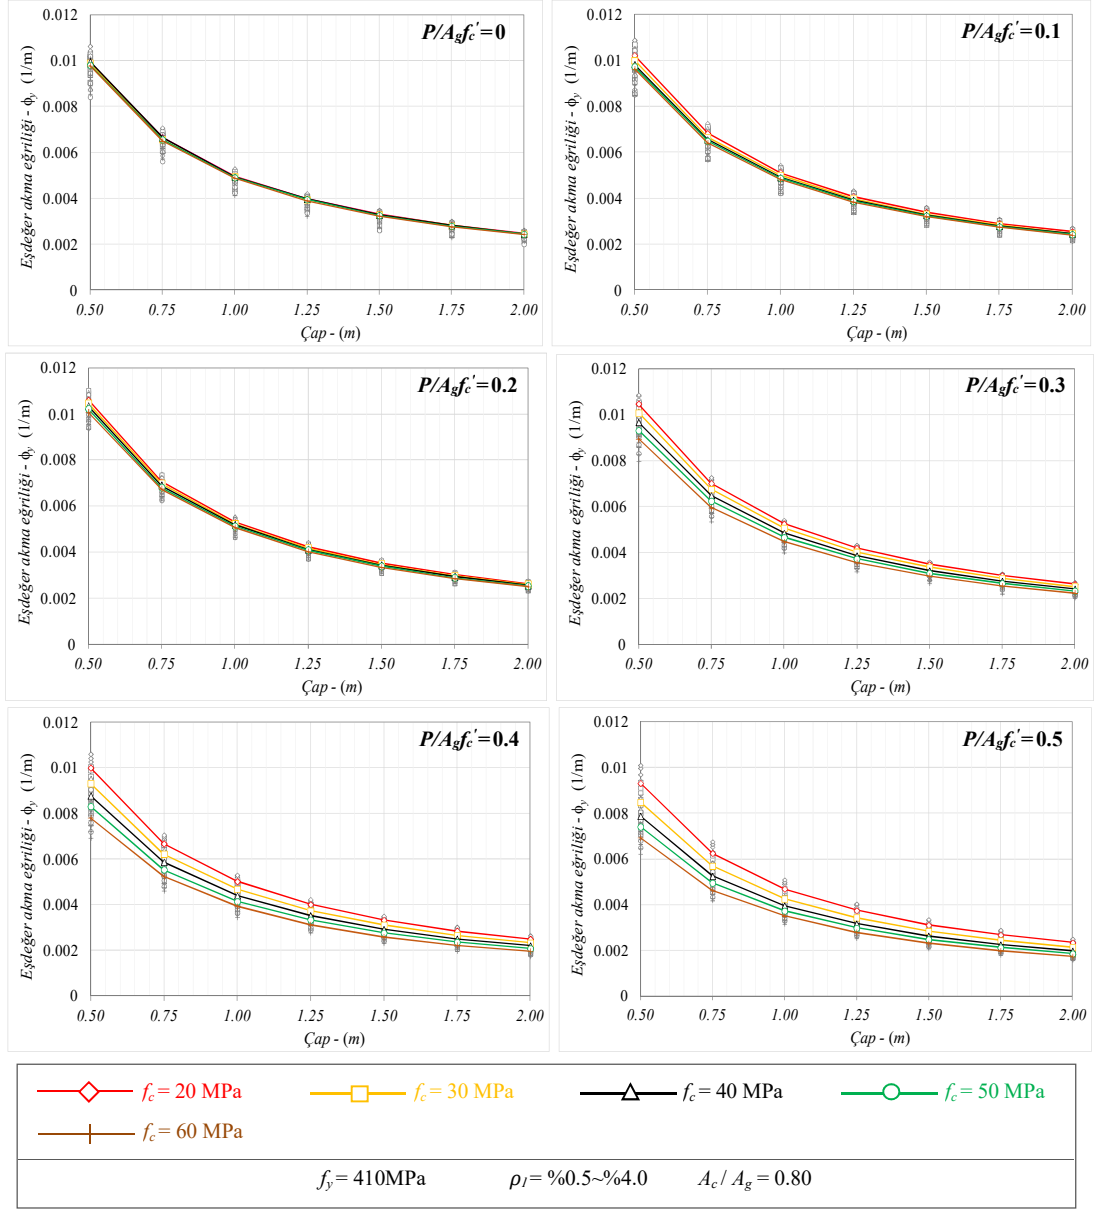 P/Agfc'=0
Eşdeğer akma eğriliği - ϕy (1/m)
0.012
0.01
0.008
0.006
0.004
0.002
0
0.50 0.75 1.00 1.25 1.50 1.75 2.00
Çap - (m)
P/Agfc'=0.1
Eşdeğer akma eğriliği - ϕy (1/m)
0.012
0.01
0.008
0.006
0.004
0.002
0
0.50 0.75 1.00 1.25 1.50 1.75 2.00
Çap - (m)
P/Agfc'=0.2
Eşdeğer akma eğriliği - ϕy (1/m)
0.012
0.01
0.008
0.006
0.004
0.002
0
0.50 0.75 1.00 1.25 1.50 1.75 2.00
Çap - (m)
P/Agfc'=0.3
Eşdeğer akma eğriliği - ϕy (1/m)
0.012
0.01
0.008
0.006
0.004
0.002
0
0.50 0.75 1.00 1.25 1.50 1.75 2.00
Çap - (m)
P/Agfc'=0.4
Eşdeğer akma eğriliği - ϕy (1/m)
0.012
0.01
0.008
0.006
0.004
0.002
0
0.50 0.75 1.00 1.25 1.50 1.75 2.00
Çap - (m)
P/Agfc'=0.5
Eşdeğer akma eğriliği - ϕy (1/m)
0.012
0.01
0.008
0.006
0.004
0.002
0
0.50 0.75 1.00 1.25 1.50 1.75 2.00
Çap - (m)
fc = 20 MPa fc = 30 MPa fc = 40 MPa fc = 50 MPa
fc = 60 MPa
fy = 410MPa ρl = %0.5~%4.0 Ac / Ag = 0.80